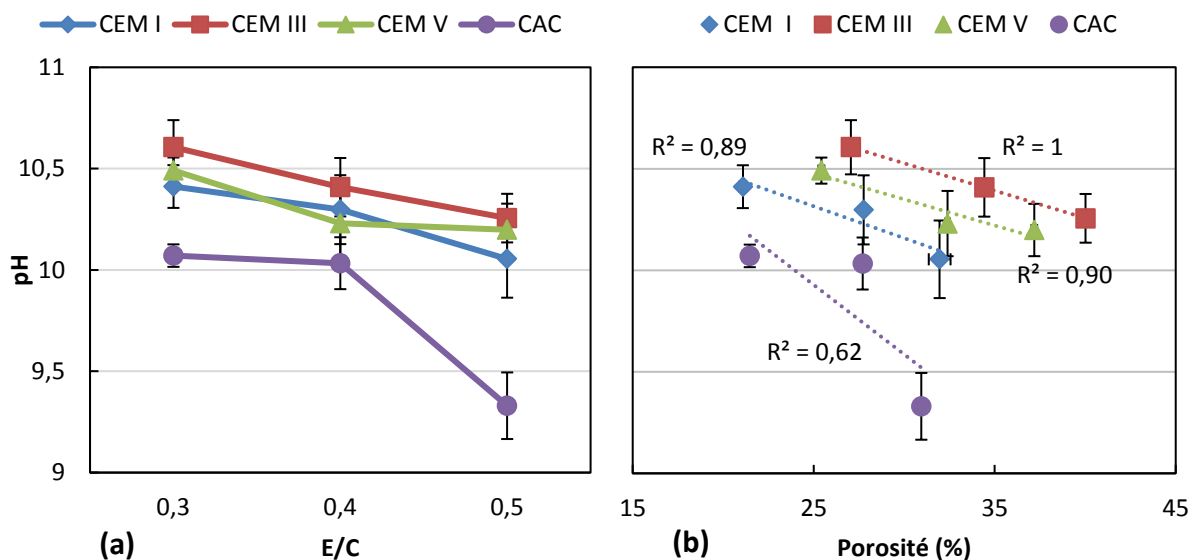 CEM I CEM III CEM V CAC
11
10,5
10
9,5
9
pH
0,3 0,4 0,5
(a) E/C
CEM I CEM III CEM V CAC
R² = 0,89
R² = 1
R² = 0,90
R² = 0,62
15 25 35 45
(b) Porosité (%)